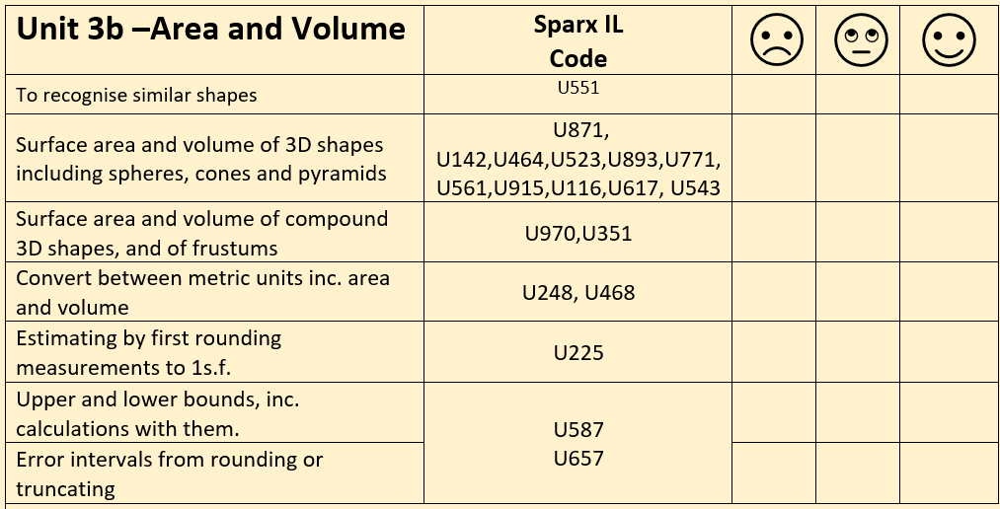 Unit 3b –Area and Volume
Sparx IL
Code
To recognise similar shapes
U551
Surface area and volume of 3D shapes
including spheres, cones and pyramids
U871,
U142,U464,U523,U893,U771,
U561,U915,U116,U617, U543
Surface area and volume of compound
3D shapes, and of frustums
U970,U351
Convert between metric units inc. area
and volume
U248, U468
Estimating by first rounding
measurements to 1s.f.
U225
Upper and lower bounds, inc.
calculations with them.
U587
U657
Error intervals from rounding or
truncating